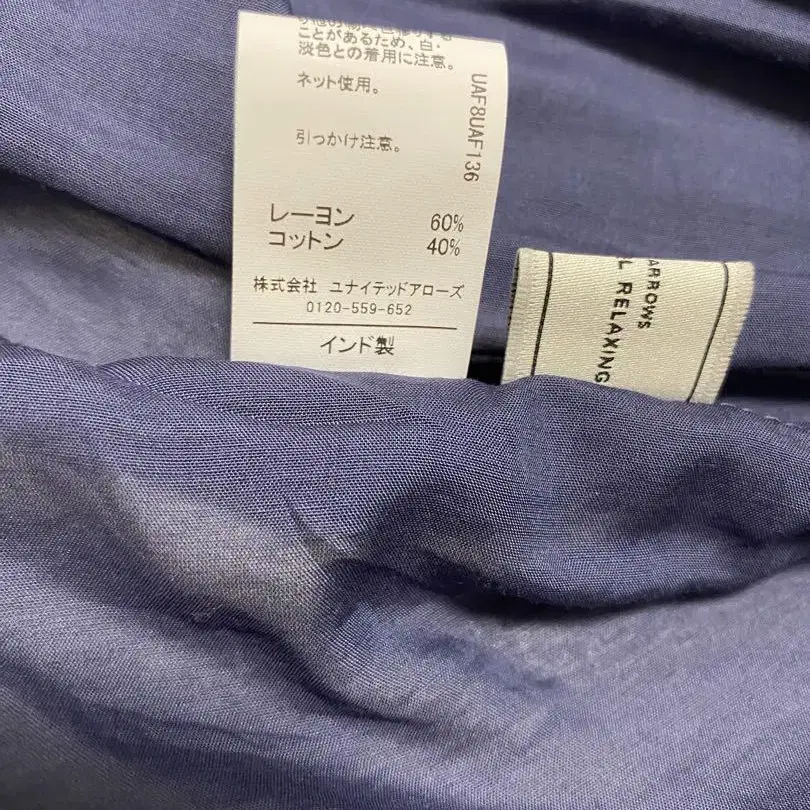 ことがあるため、白・
淡色との着用に注意。
ネット使用。
引っかけ注意。
UAF8UAF136
レーヨン 60%
コットン 40%
株式会社 ユナイテッドアローズ
0120-559-652
インド製
ARROWS
L RELAXING